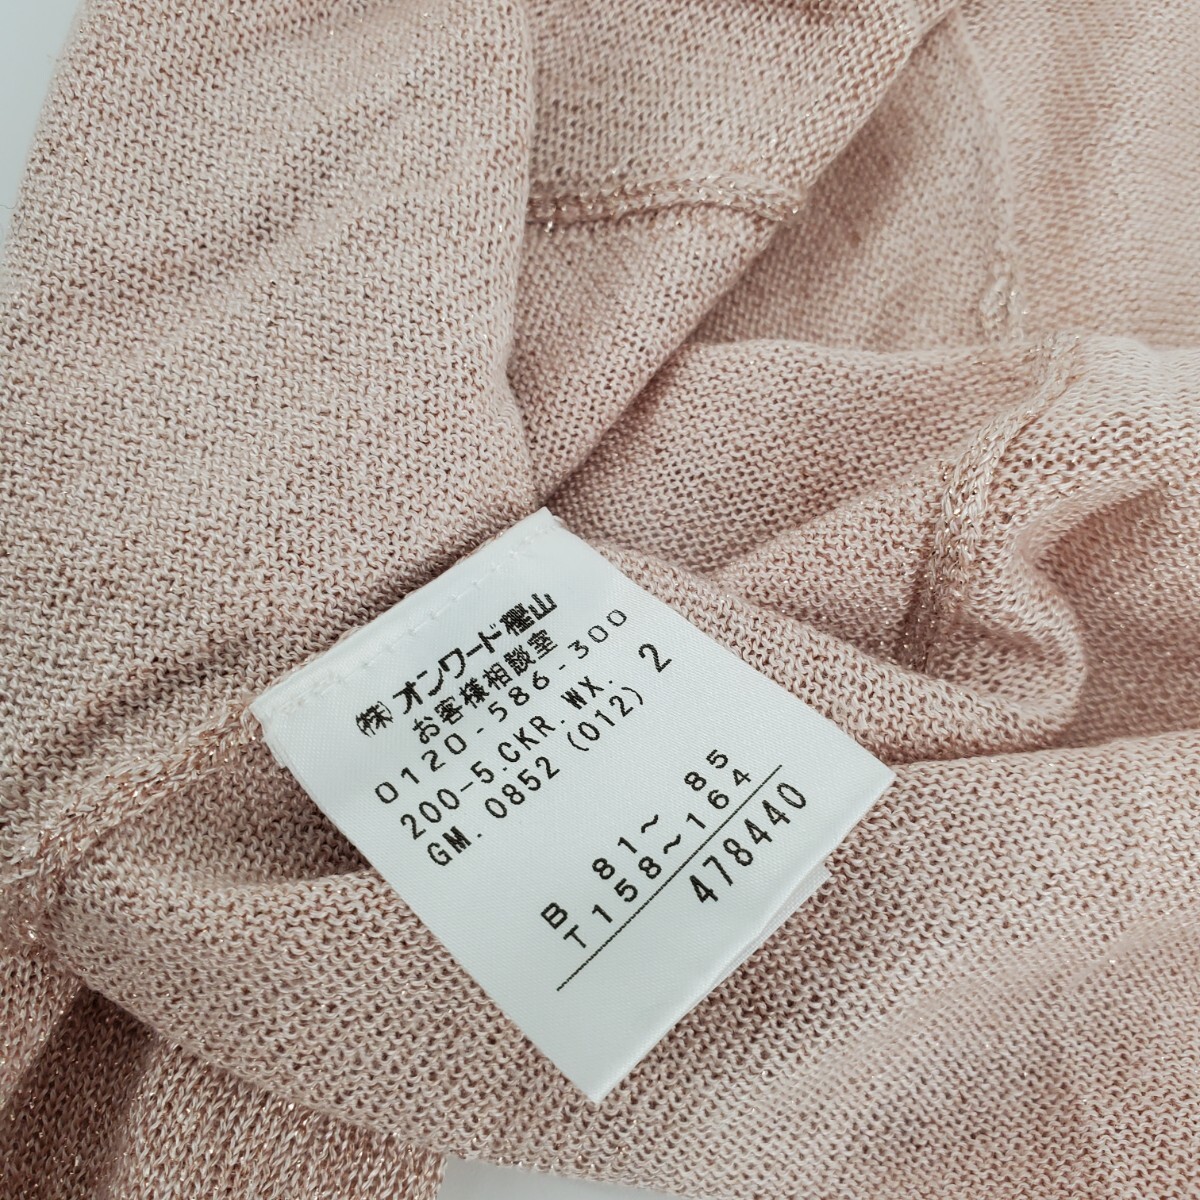 ㈱オンワード樫山
お客様相談室
0120-586-300
200-5.CKR.WX. 2
GM.0852(012)
B 81~ 85
T158~164
478440